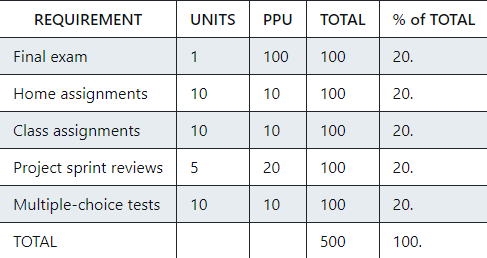 REQUIREMENT UNITS PPU TOTAL % of TOTAL
Final exam 1 100 100 20.
Home assignments 10 10 100 20.
Class assignments 10 10 100 20.
Project sprint reviews 5 20 100 20.
Multiple-choice tests 10 10 100 20.
TOTAL 500 100.